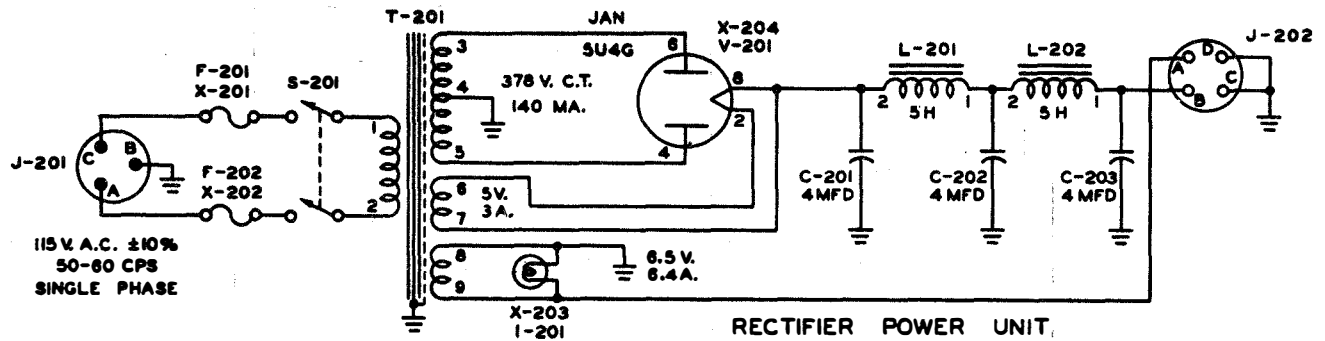 T-201
JAN
5U4G
X-204
V-201
L-201
L-202
J-202
F-201
X-201
S-201
3
4
5
378 V. C.T.
140 MA.
6
4
8
2
2
1
5H
2
1
5H
A
D
B
C
J-201
C
B
A
F-202
X-202
1
2
6
7
5V.
3 A.
C-201
4 MFD
C-202
4 MFD
C-203
4 MFD
115 V. A.C. ±10%
50-60 CPS
SINGLE PHASE
8
9
6.5 V.
6.4 A.
X-203
I-201
RECTIFIER POWER UNIT